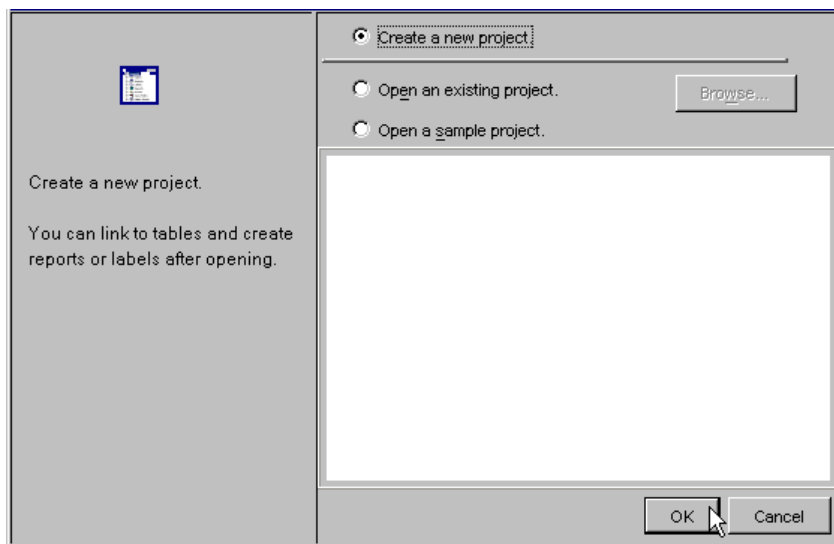 Create a new project.
Open an existing project.
Browse...
Open a sample project.
Create a new project.
You can link to tables and create
reports or labels after opening.
OK
Cancel